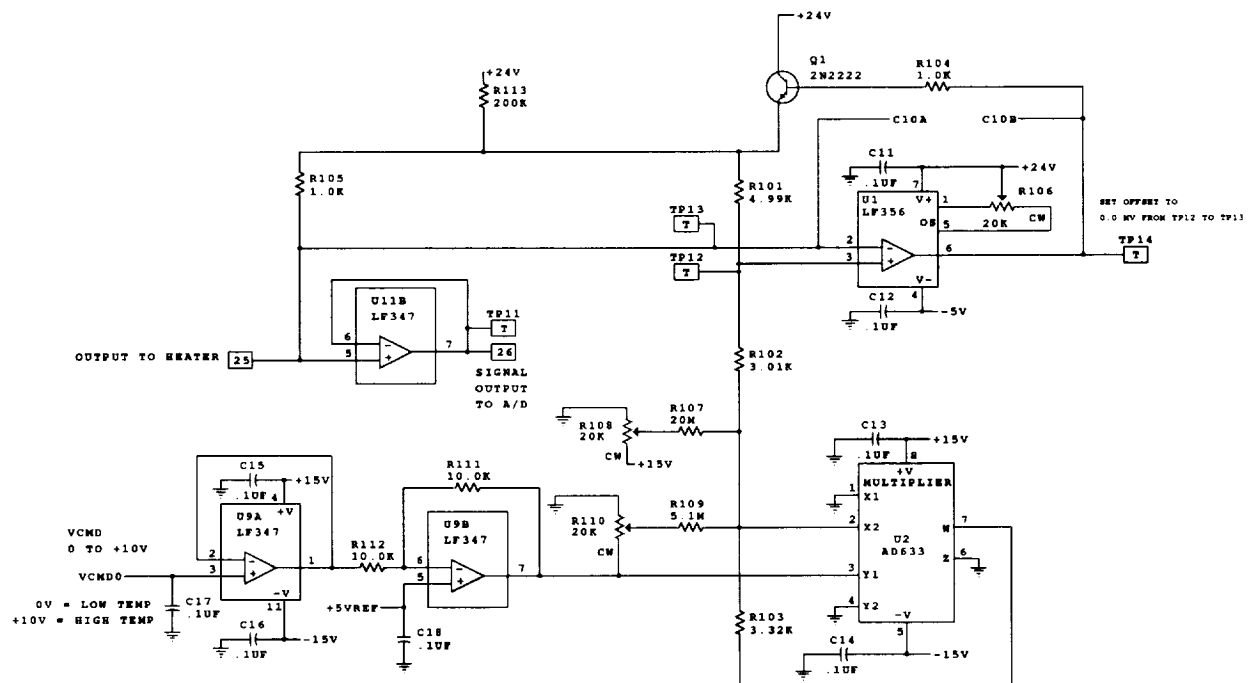 +24V
Q1
2N2222
R104
1.0K
+24V
R113
200K
C10A
C10B
C11
.1UF
+24V
R105
1.0K
R101
4.99K
7
V+
U1
LF356
1
R106
OS
5
20K
CW
SET OFFSET TO
0.0 MV FROM TP12 TO TP13
TP13
T
2
-
6
TP14
T
TP12
T
3
+
V-
4
C12
.1UF
-5V
U11B
LF347
TP11
T
6
-
7
5
+
26
OUTPUT TO HEATER
25
SIGNAL
OUTPUT
TO A/D
R102
3.01K
R108
20K
CW
+15V
R107
20M
C13
.1UF
+15V
8
+V
MULTIPLIER
1
X1
C15
.1UF
+15V
4
+V
R111
10.0K
R110
20K
CW
R109
5.1M
2
X2
W
7
U2
AD633
6
Z
VCMD
0 TO +10V
U9A
LF347
2
-
1
R112
10.0K
U9B
LF347
6
-
7
3
Y1
VCMD0
3
+
5
+
4
Y2
0V = LOW TEMP
+10V = HIGH TEMP
C17
.1UF
-V
11
+5VREF
C18
.1UF
R103
3.32K
-V
5
C16
.1UF
-15V
C14
.1UF
-15V